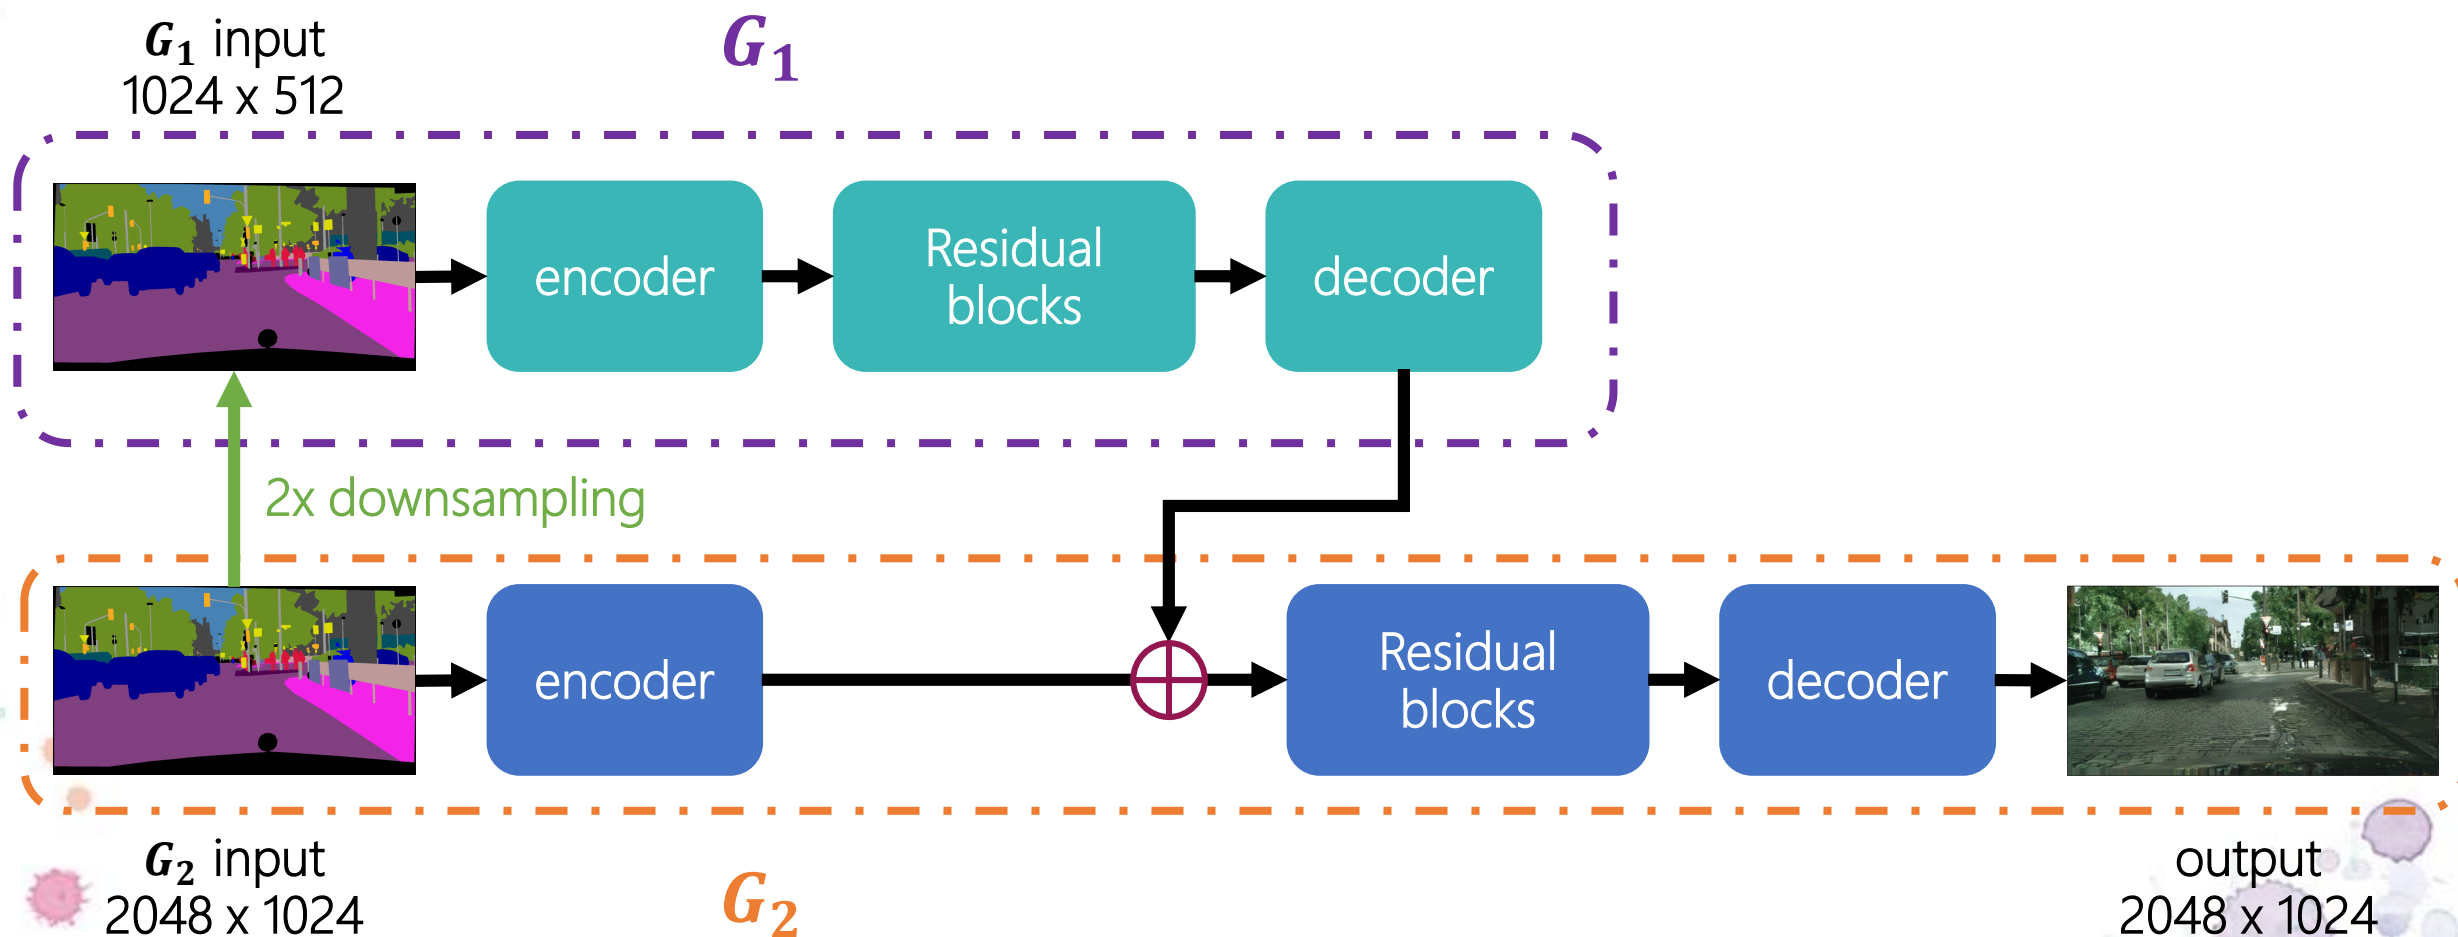 G₁ input
1024 x 512
G₁
encoder
Residual
blocks
decoder
2x downsampling
encoder
Residual
blocks
decoder
G₂ input
2048 x 1024
G₂
output
2048 x 1024